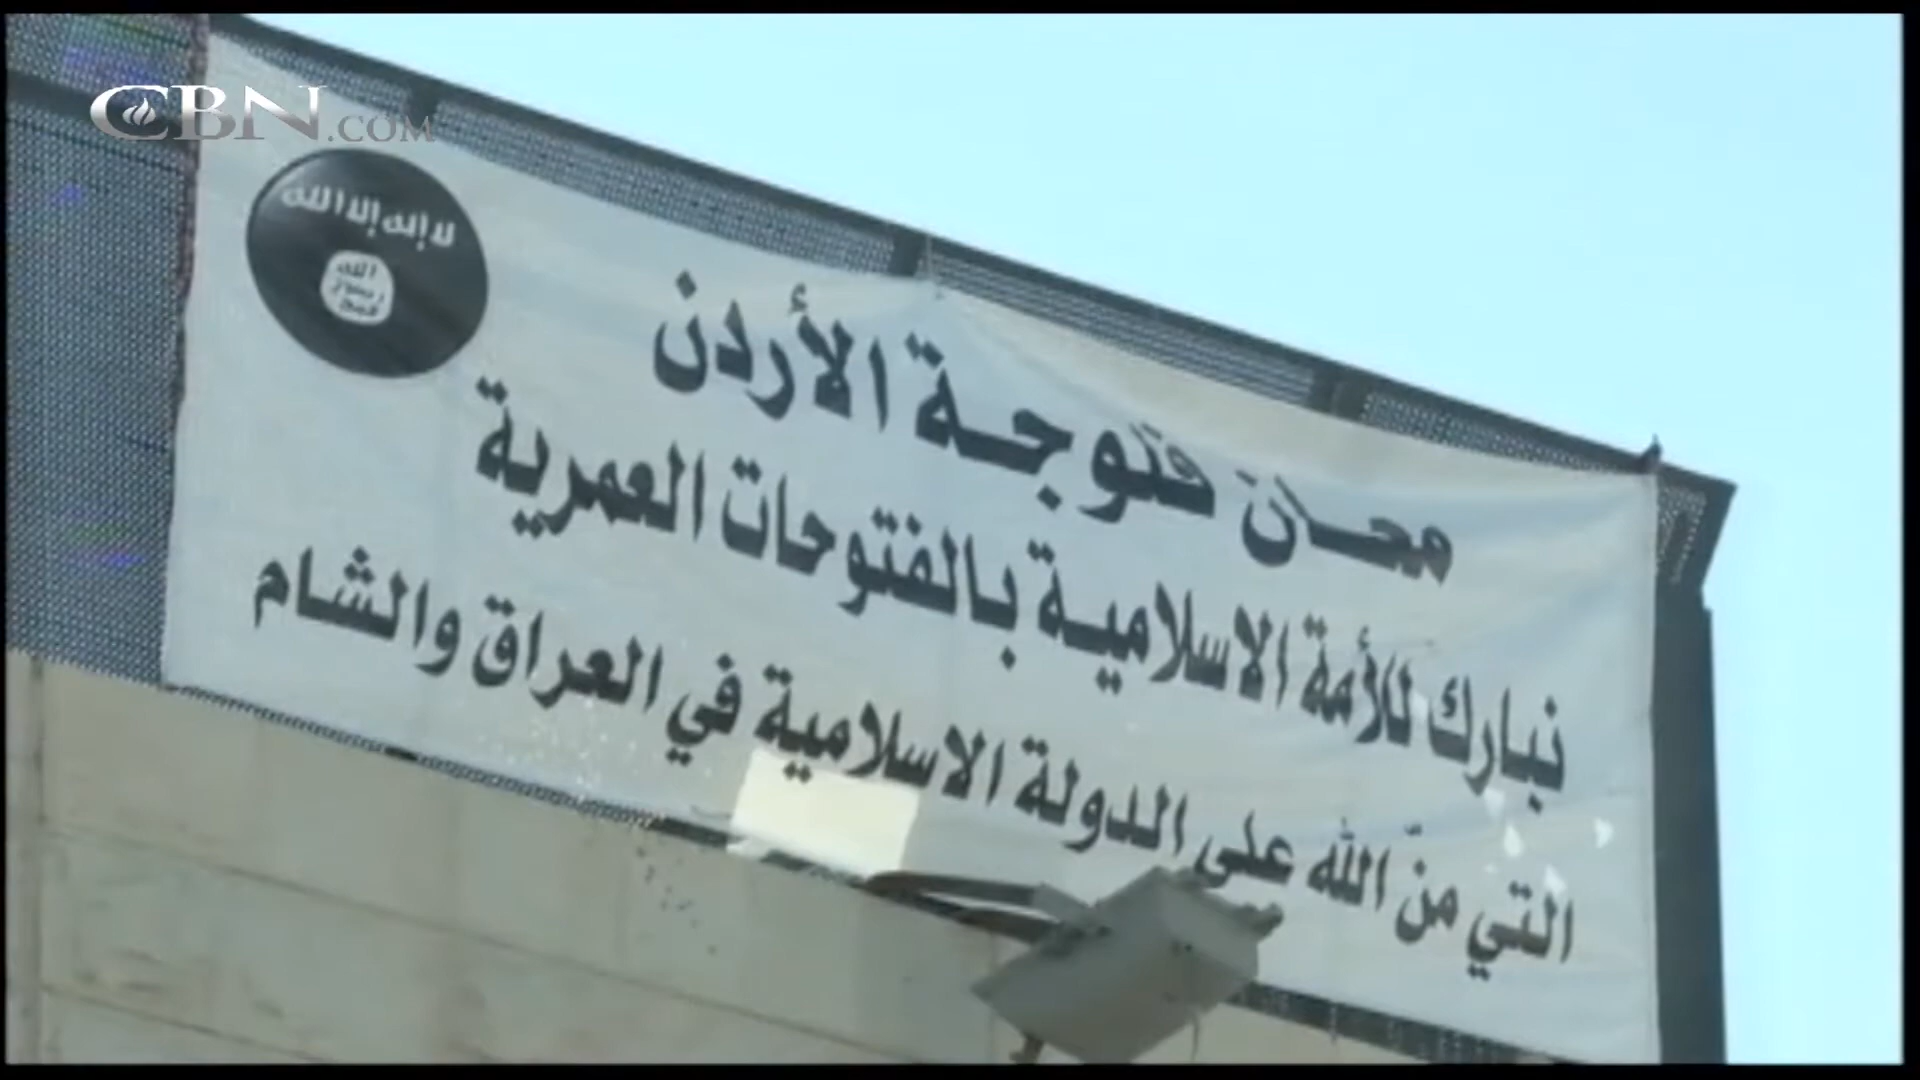 CBN.COM
لا إله إلا الله
الله
رسول
محمد
معان فلوجة الأردن
نبارك للأمة الاسلامية بالفتوحات العمرية
التي منّ الله على الدولة الاسلامية في العراق والشام